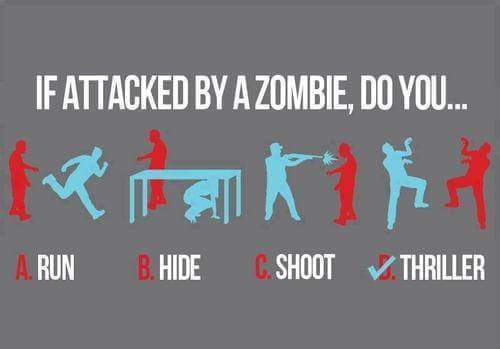 IF ATTACKED BY A ZOMBIE, DO YOU...
A. RUN B. HIDE C. SHOOT D. THRILLER